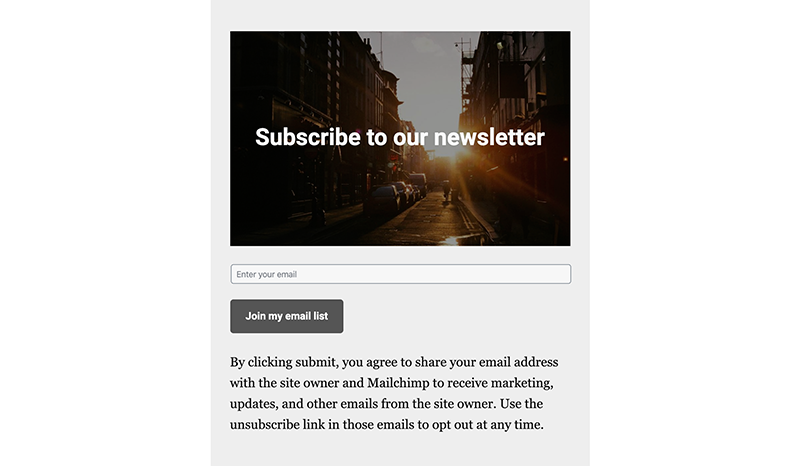 Subscribe to our newsletter
Enter your email
Join my email list
By clicking submit, you agree to share your email address
with the site owner and Mailchimp to receive marketing,
updates, and other emails from the site owner. Use the
unsubscribe link in those emails to opt out at any time.